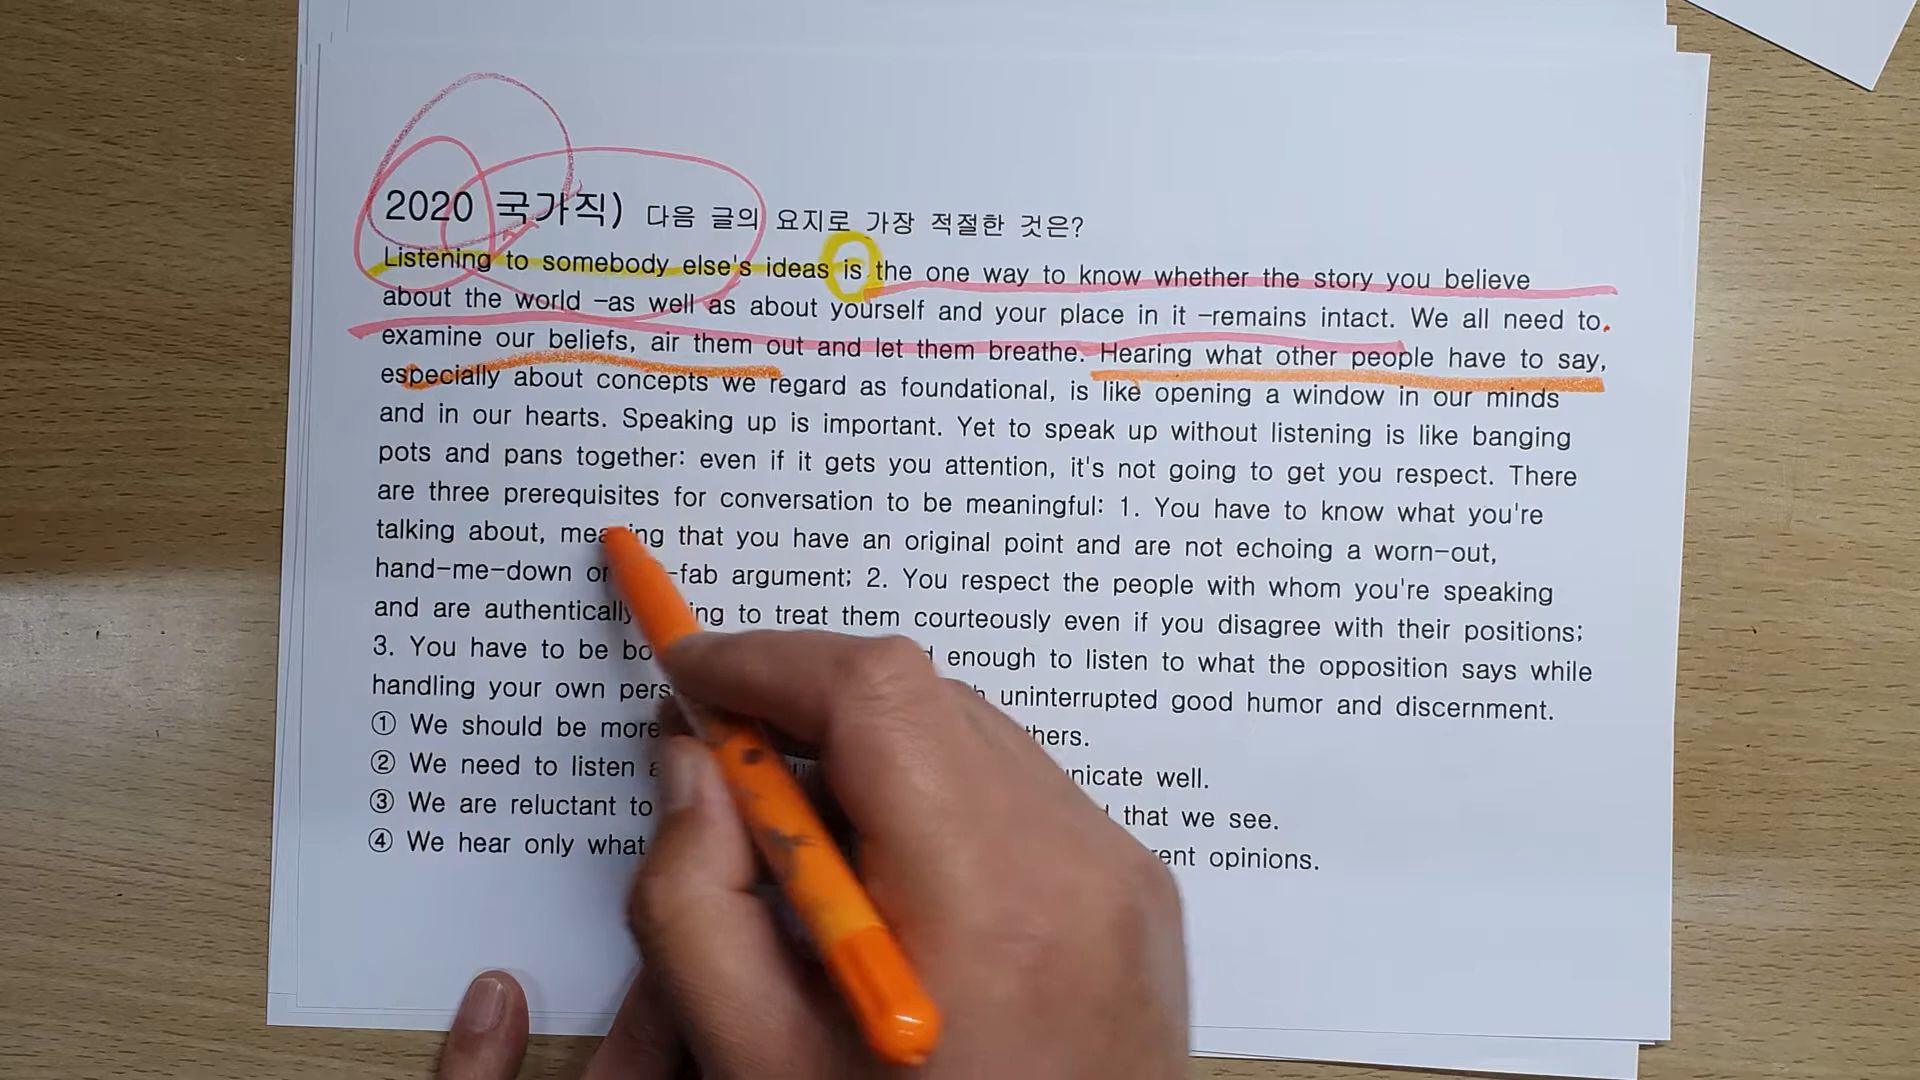 2020 국가직) 다음 글의 요지로 가장 적절한 것은?
Listening to somebody else's ideas is the one way to know whether the story you believe
about the world –as well as about yourself and your place in it –remains intact. We all need to
examine our beliefs, air them out and let them breathe. Hearing what other people have to say,
especially about concepts we regard as foundational, is like opening a window in our minds
and in our hearts. Speaking up is important. Yet to speak up without listening is like banging
pots and pans together: even if it gets you attention, it's not going to get you respect. There
are three prerequisites for conversation to be meaningful: 1. You have to know what you're
talking about, meaning that you have an original point and are not echoing a worn-out,
hand-me-down or -fab argument; 2. You respect the people with whom you're speaking
and are authentically to treat them courteously even if you disagree with their positions;
3. You have to be enough to listen to what the opposition says while
handling your own uninterrupted good humor and discernment.
① We should be more
② We need to listen well.
③ We are reluctant to that we see.
④ We hear only what opinions.